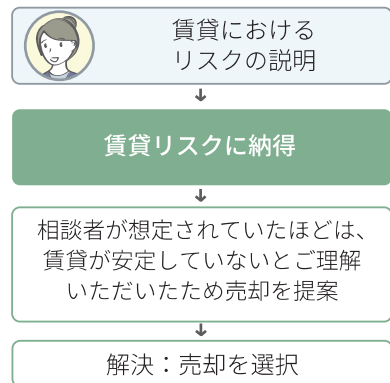 賃貸における
リスクの説明
賃貸リスクに納得
相談者が想定されていたほどは、
賃貸が安定していないとご理解
いただいたため売却を提案
解決：売却を選択